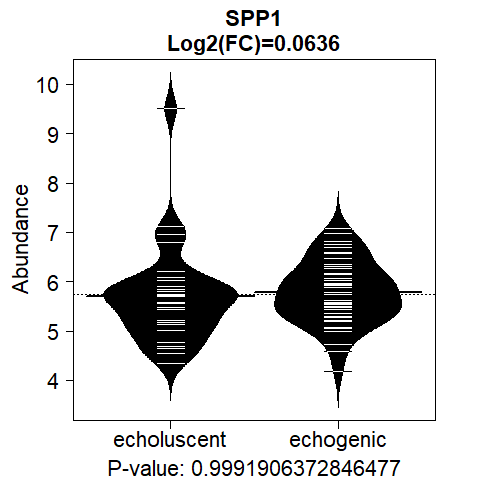 SPP1
Log2(FC)=0.0636
Abundance
10
9
8
7
6
5
4
echoluscent echogenic
P-value: 0.9991906372846477